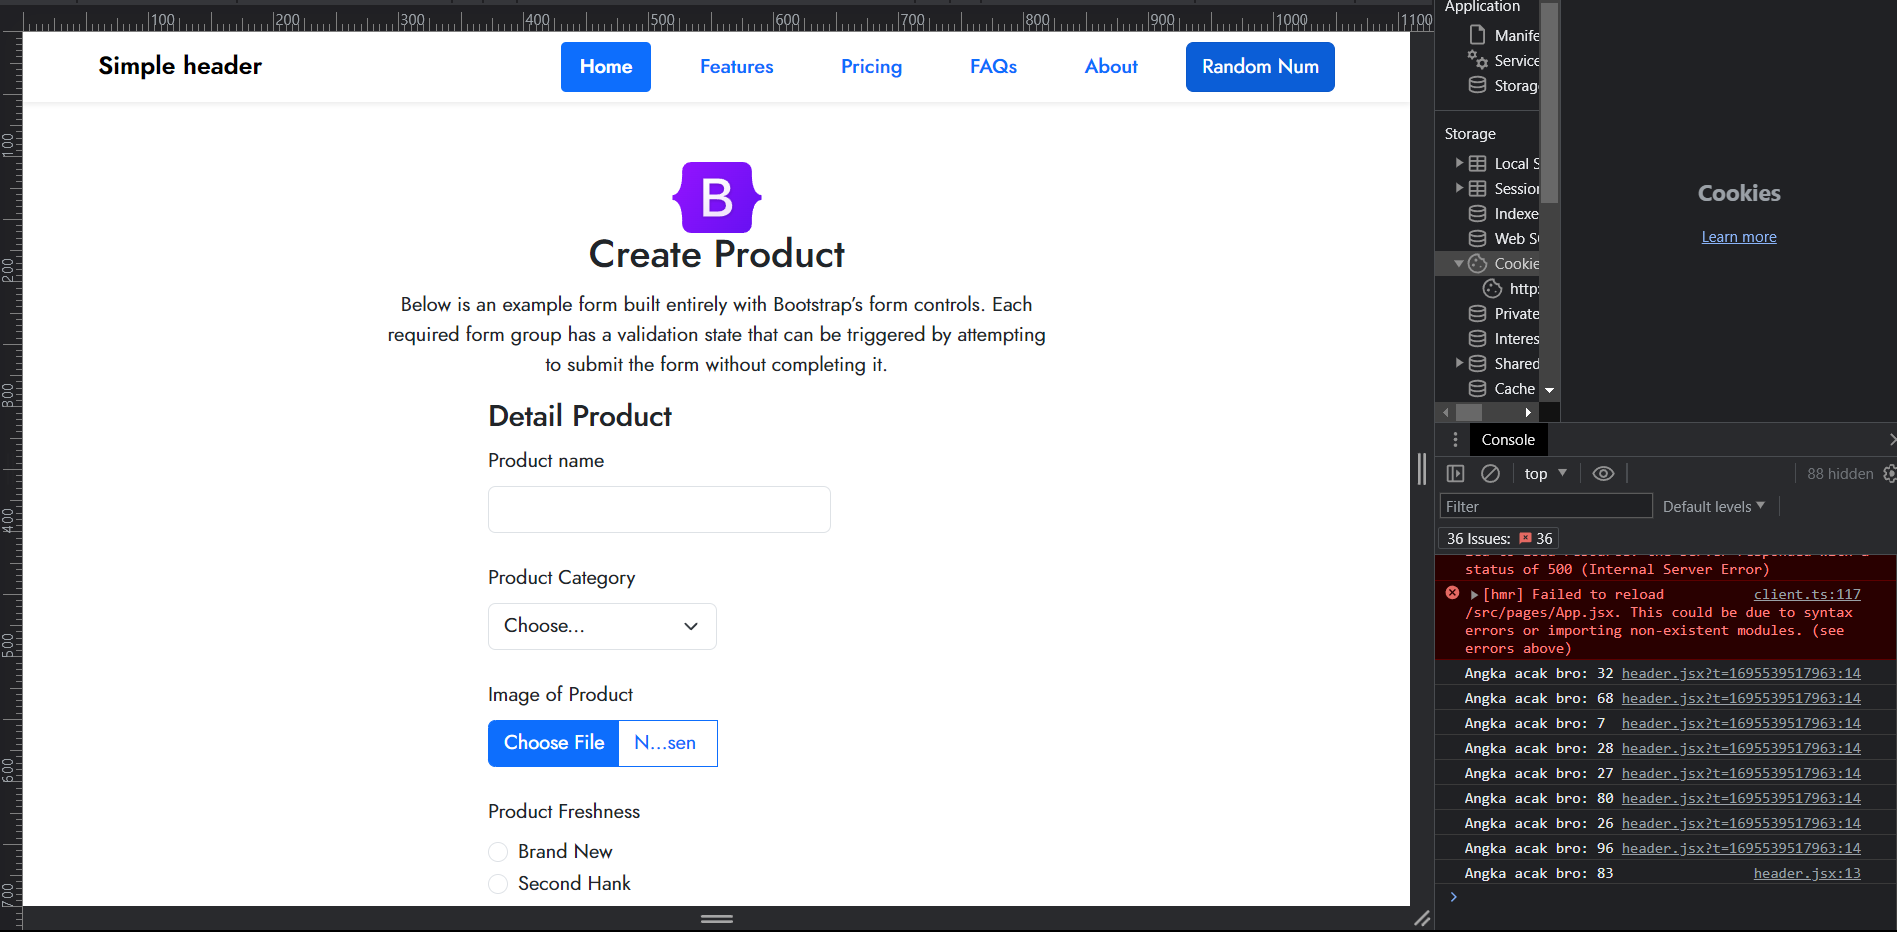 100 200 300 400 500 600 700 800 900 1000 1100
Simple header
Home Features Pricing FAQs About Random Num
B
Create Product
Below is an example form built entirely with Bootstrap’s form controls. Each
required form group has a validation state that can be triggered by attempting
to submit the form without completing it.
Detail Product
Product name
Product Category
Choose...
Image of Product
Choose File N...sen
Product Freshness
Brand New
Second Hank
100
200
300
400
500
600
700
Application
Manife
Service
Storag
Storage
Local S
Session
Indexe
Web S
Cookie
http:
Private
Interes
Shared
Cache
Cookies
Learn more
Console
top 88 hidden
Filter Default levels
36 Issues: 36
status of 500 (Internal Server Error)
[hmr] Failed to reload client.ts:117
/src/pages/App.jsx. This could be due to syntax
errors or importing non-existent modules. (see
errors above)
Angka acak bro: 32 header.jsx?t=1695539517963:14
Angka acak bro: 68 header.jsx?t=1695539517963:14
Angka acak bro: 7 header.jsx?t=1695539517963:14
Angka acak bro: 28 header.jsx?t=1695539517963:14
Angka acak bro: 27 header.jsx?t=1695539517963:14
Angka acak bro: 80 header.jsx?t=1695539517963:14
Angka acak bro: 26 header.jsx?t=1695539517963:14
Angka acak bro: 96 header.jsx?t=1695539517963:14
Angka acak bro: 83 header.jsx:13